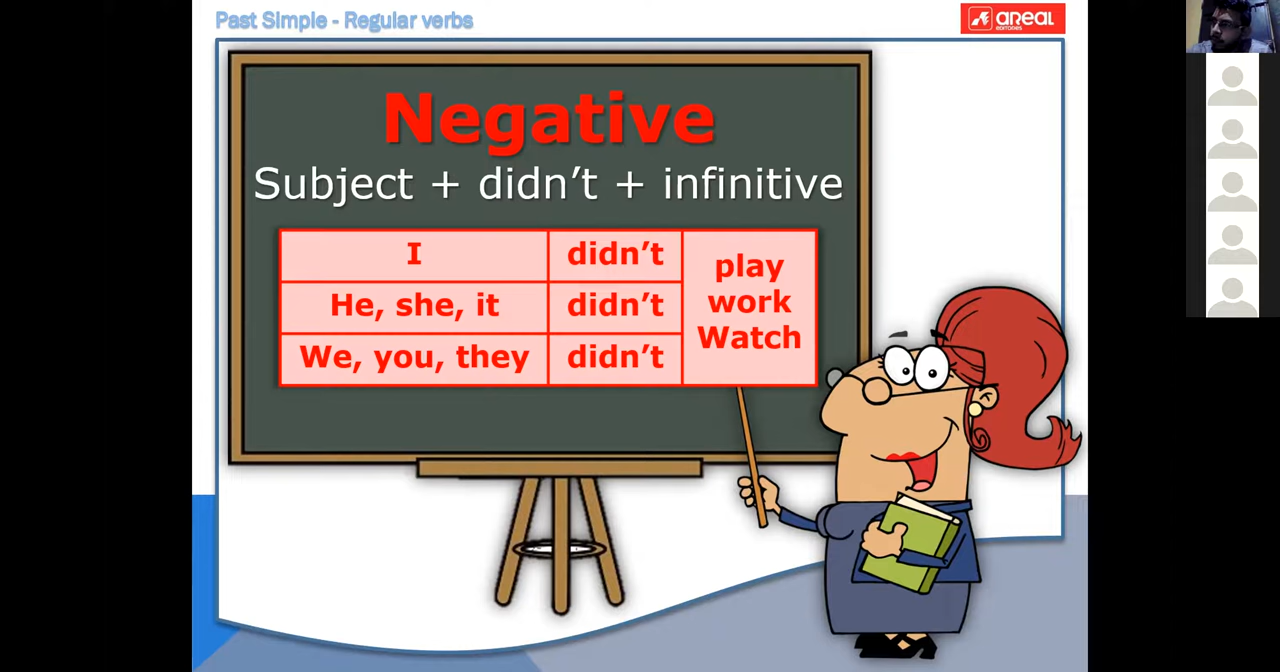 Past Simple - Regular verbs
AREAL
EDITORES
Negative
Subject + didn’t + infinitive
I didn’t
He, she, it didn’t
We, you, they didn’t
play
work
Watch